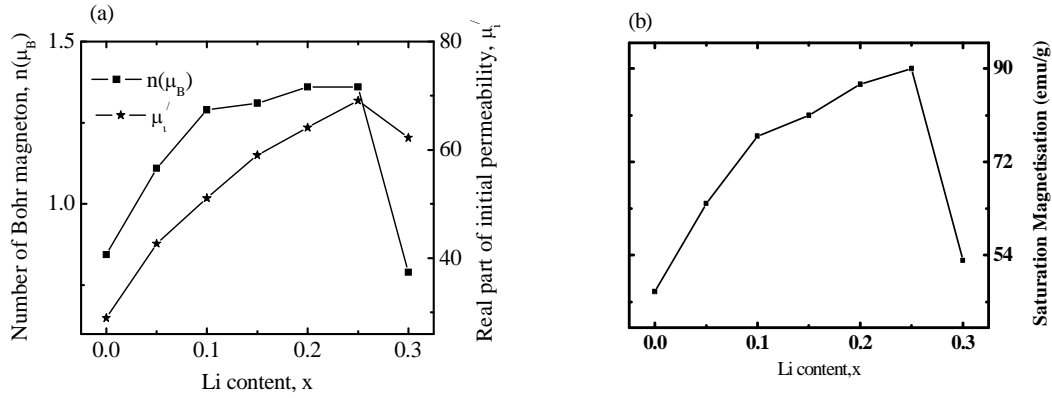 (a)
1.5
1.0
Number of Bohr magneton, n(μB)
n(μB)
μi/
80
60
40
Real part of initial permeability, μi/
0.0 0.1 0.2 0.3
Li content, x
(b)
90
72
54
Saturation Magnetisation (emu/g)
0.0 0.1 0.2 0.3
Li content,x